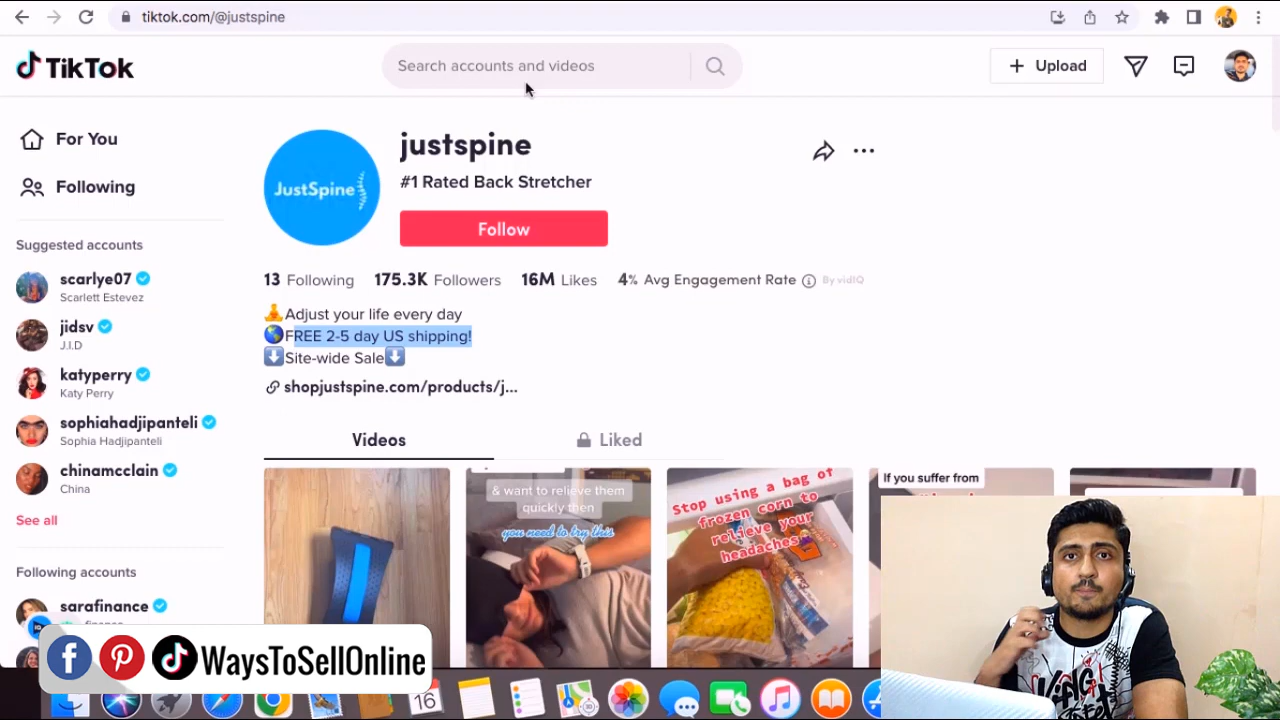 tiktok.com/@justspine
TikTok
Search accounts and videos
Upload
For You
Following
Suggested accounts
scarlye07
Scarlett Estevez
jidsv
J.I.D
katyperry
Katy Perry
sophiahadjipanteli
Sophia Hadjipanteli
chinamcclain
China
See all
Following accounts
sarafinance
JustSpine
justspine
#1 Rated Back Stretcher
Follow
13 Following 175.3K Followers 16M Likes 4% Avg Engagement Rate By vidIQ
Adjust your life every day
FREE 2-5 day US shipping!
Site-wide Sale
shopjustspine.com/products/j...
Videos Liked
& want to relieve them
quickly then
you need to try this
Stop using a bag of
frozen corn to
relieve your
headaches
If you suffer from
WaysToSellOnline
16